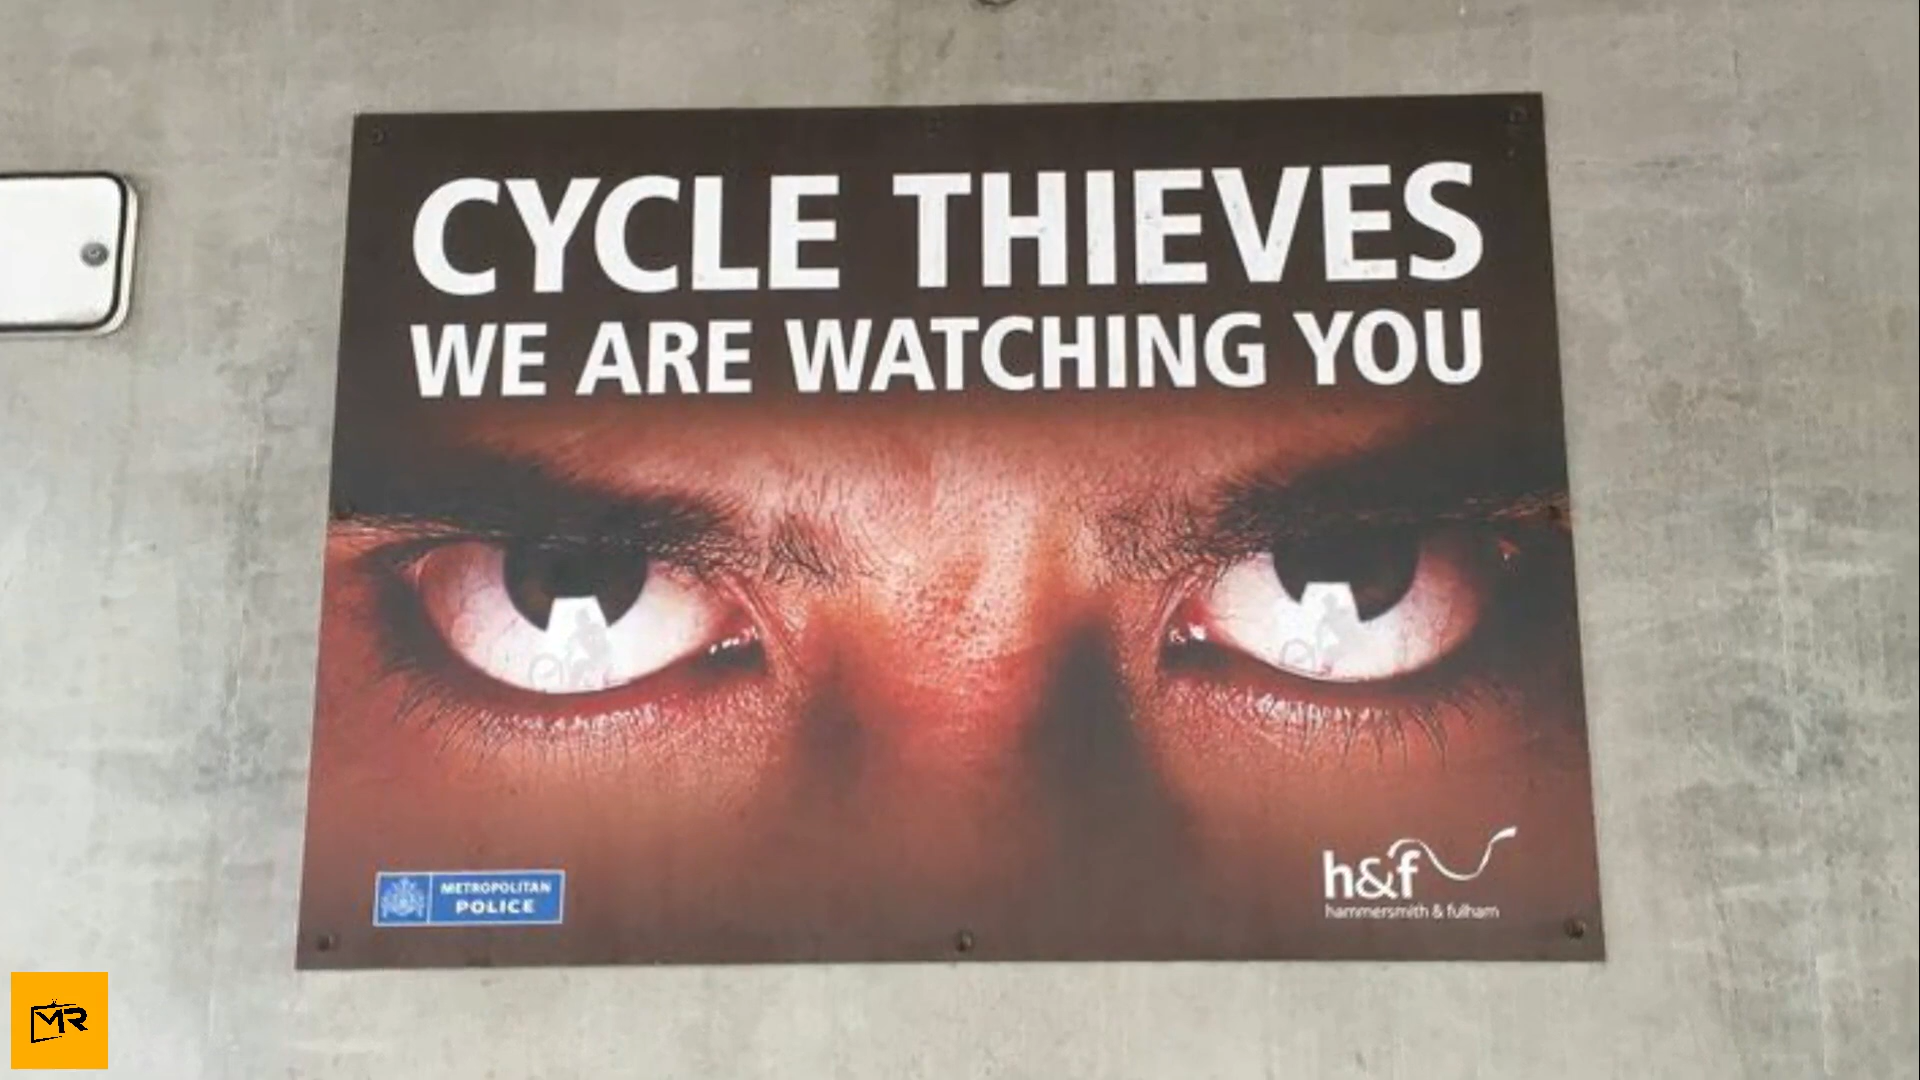 CYCLE THIEVES
WE ARE WATCHING YOU
METROPOLITAN
POLICE
h&f
hammersmith & fulham
MR